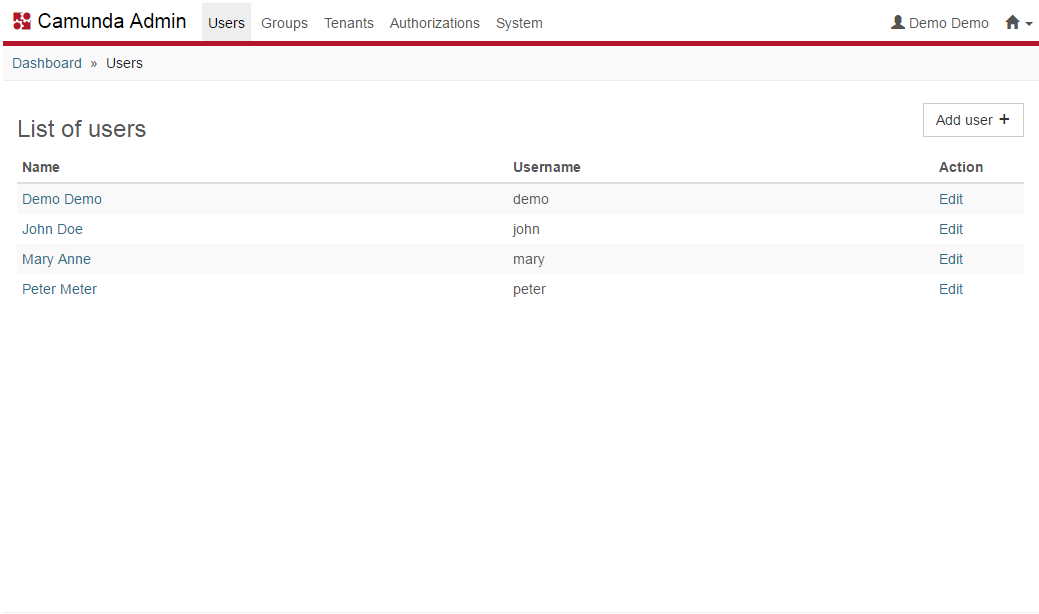 Camunda Admin Users Groups Tenants Authorizations System Demo Demo
Dashboard » Users
List of users
Add user +
Name Username Action
Demo Demo demo Edit
John Doe john Edit
Mary Anne mary Edit
Peter Meter peter Edit